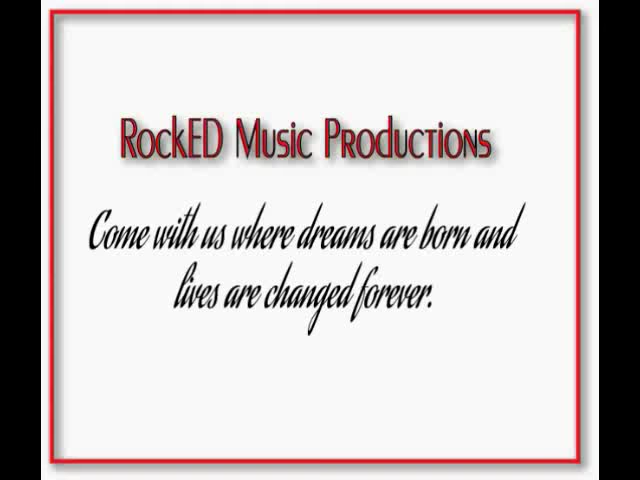 RockED Music Productions
Come with us where dreams are born and
lives are changed forever.